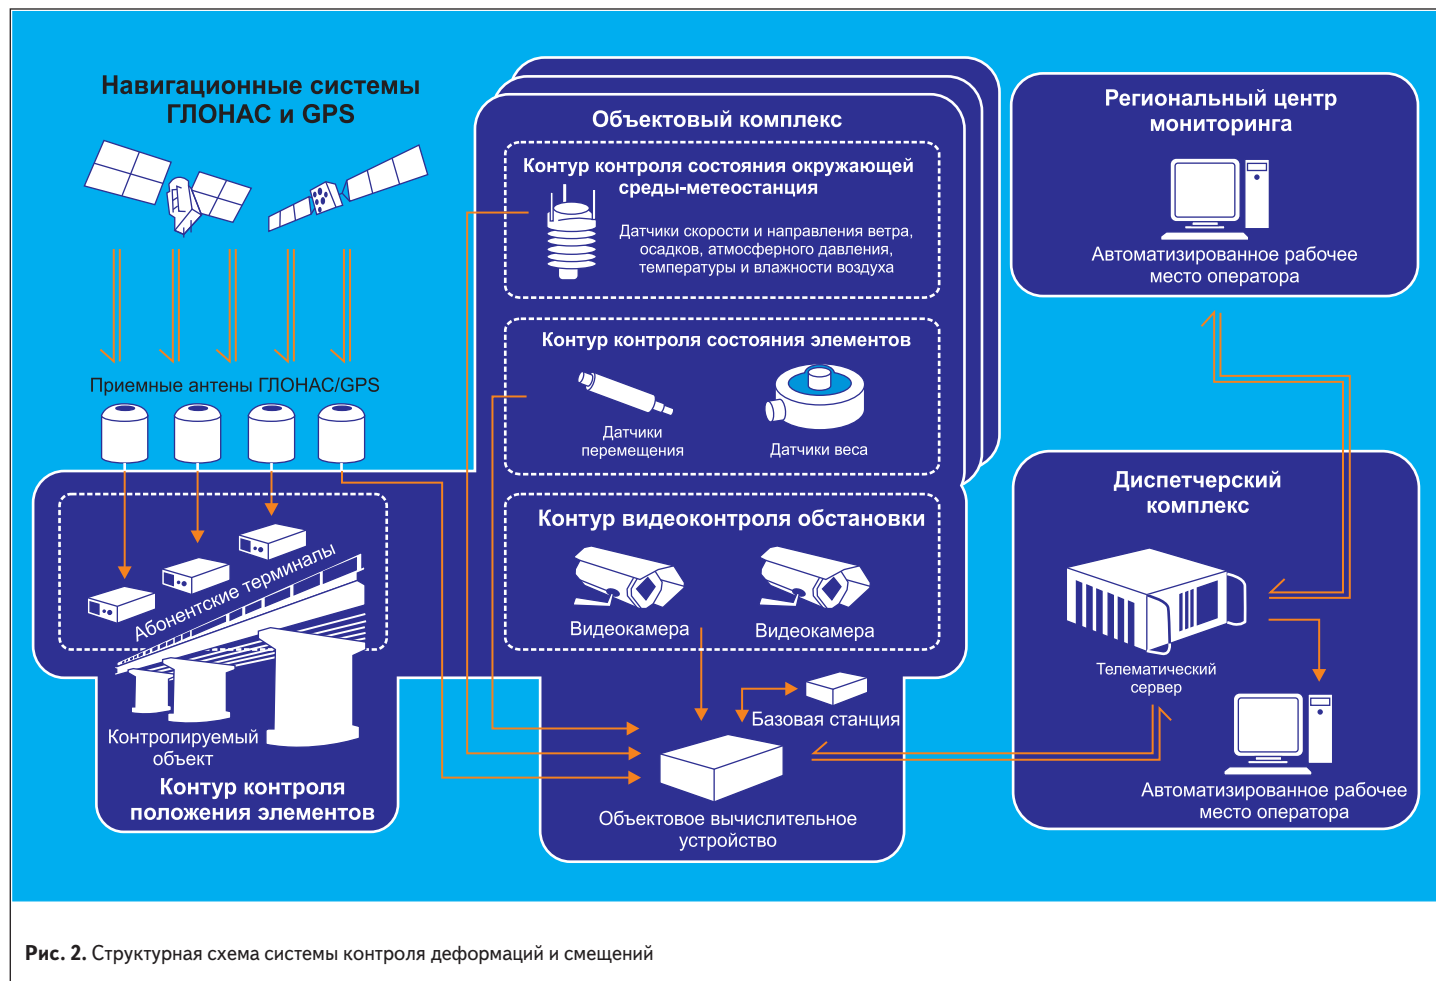 Навигационные системы
ГЛОНАС и GPS
Приемные антены ГЛОНАС/GPS
Абонентские терминалы
Контролируемый
объект
Контур контроля
положения элементов
Объектовый комплекс
Контур контроля состояния окружающей
среды-метеостанция
Датчики скорости и направления ветра,
осадков, атмосферного давления,
температуры и влажности воздуха
Контур контроля состояния элементов
Датчики
перемещения
Датчики веса
Контур видеоконтроля обстановки
Видеокамера
Видеокамера
Базовая станция
Объектовое вычислительное
устройство
Региональный центр
мониторинга
Автоматизированное рабочее
место оператора
Диспетчерский
комплекс
Телематический
сервер
Автоматизированное рабочее
место оператора
Рис. 2. Структурная схема системы контроля деформаций и смещений